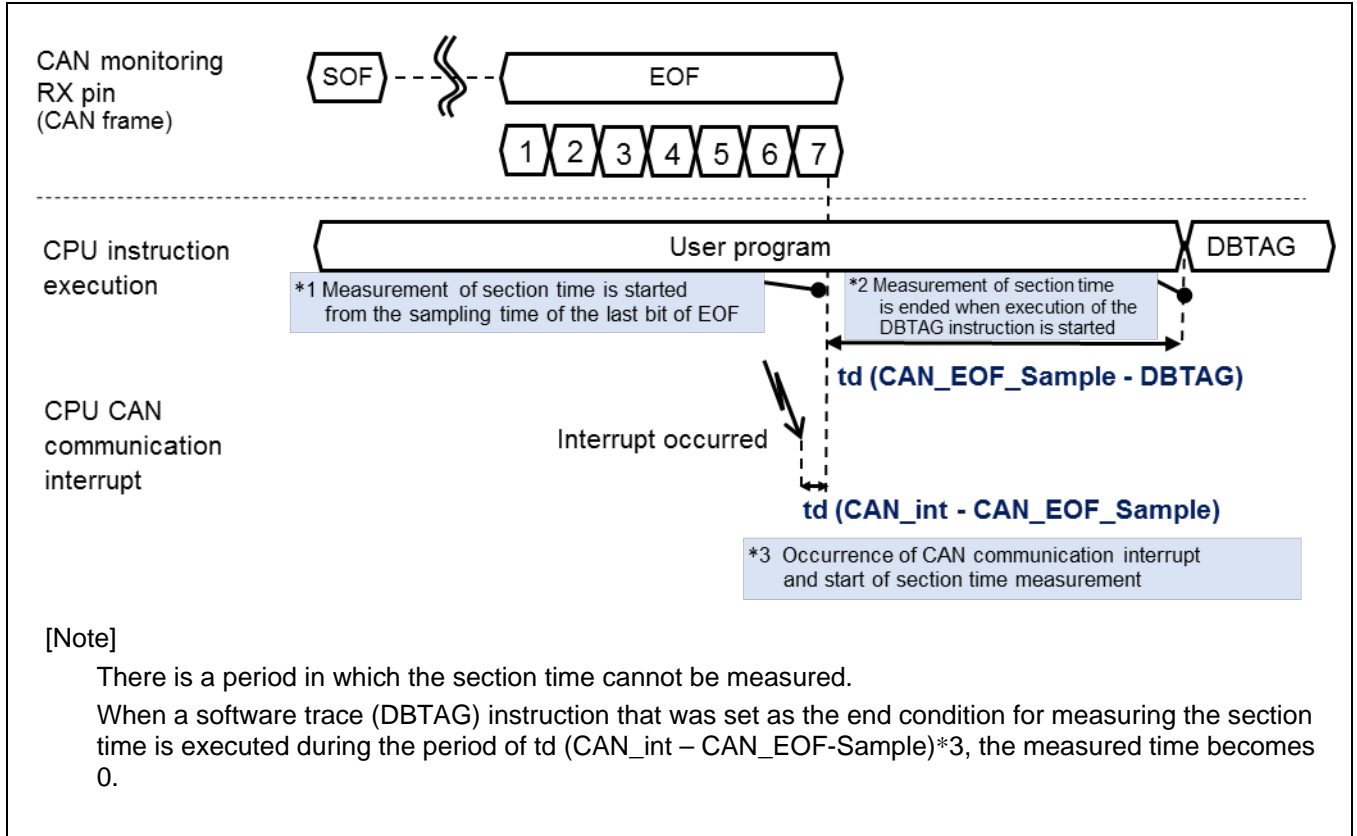 CAN monitoring
RX pin
(CAN frame)
SOF
EOF
1 2 3 4 5 6 7
CPU instruction
execution
User program
DBTAG
*1 Measurement of section time is started
from the sampling time of the last bit of EOF
*2 Measurement of section time
is ended when execution of the
DBTAG instruction is started
td (CAN_EOF_Sample - DBTAG)
CPU CAN
communication
interrupt
Interrupt occurred
td (CAN_int - CAN_EOF_Sample)
*3 Occurrence of CAN communication interrupt
and start of section time measurement
[Note]
There is a period in which the section time cannot be measured.
When a software trace (DBTAG) instruction that was set as the end condition for measuring the section
time is executed during the period of td (CAN_int – CAN_EOF-Sample)*3, the measured time becomes
0.